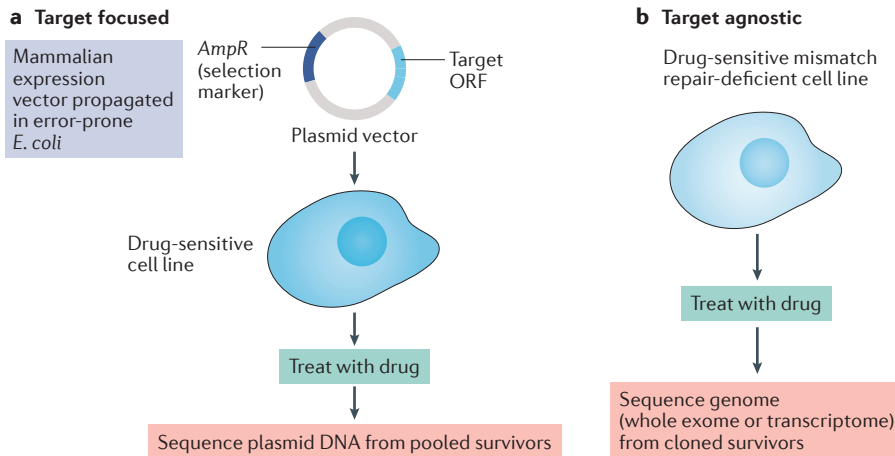 a Target focused
Mammalian
expression
vector propagated
in error-prone
E. coli
AmpR
(selection
marker)
Target
ORF
Plasmid vector
Drug-sensitive
cell line
Treat with drug
Sequence plasmid DNA from pooled survivors
b Target agnostic
Drug-sensitive mismatch
repair-deficient cell line
Treat with drug
Sequence genome
(whole exome or transcriptome)
from cloned survivors